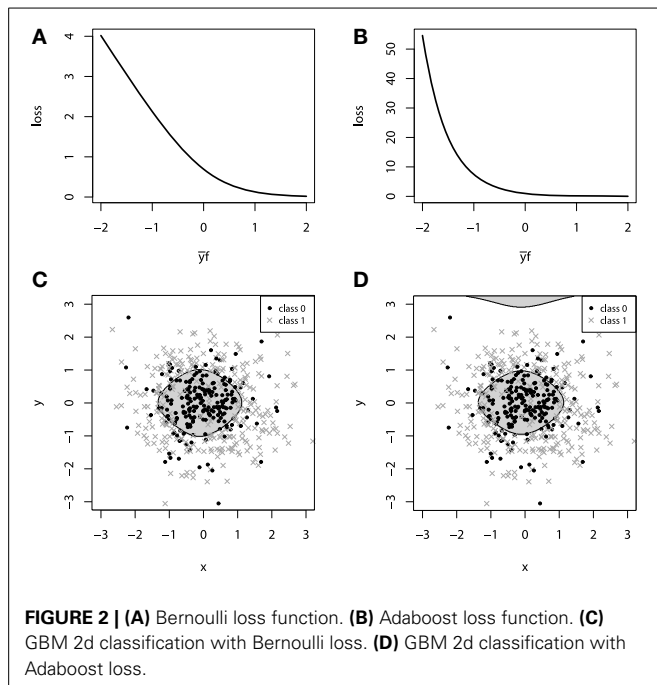 A
4
3
2
1
0
loss
−2 −1 0 1 2
ȳf
B
50
40
30
20
10
0
loss
−2 −1 0 1 2
ȳf
C
3
2
1
0
−1
−2
−3
y
class 0
class 1
−3 −2 −1 0 1 2 3
x
D
3
2
1
0
−1
−2
−3
y
class 0
class 1
−3 −2 −1 0 1 2 3
x
FIGURE 2 | (A) Bernoulli loss function. (B) Adaboost loss function. (C)
GBM 2d classification with Bernoulli loss. (D) GBM 2d classification with
Adaboost loss.